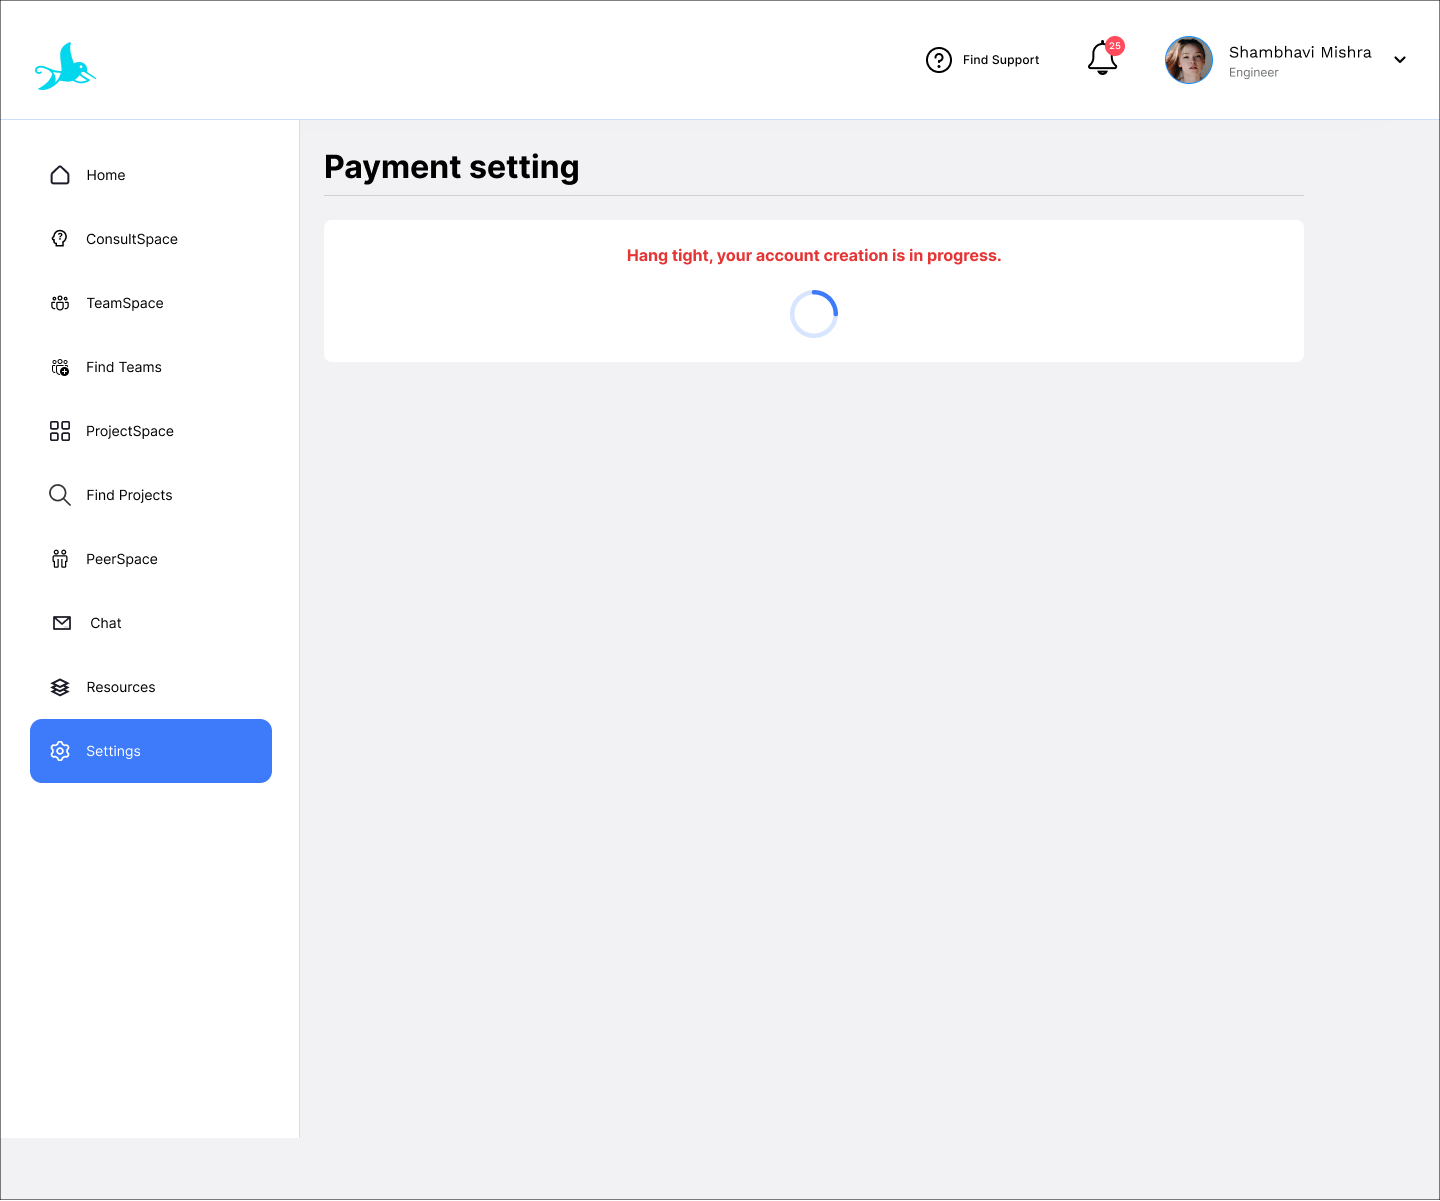 Find Support
25
Shambhavi Mishra
Engineer
Home
ConsultSpace
TeamSpace
Find Teams
ProjectSpace
Find Projects
PeerSpace
Chat
Resources
Settings
Payment setting
Hang tight, your account creation is in progress.